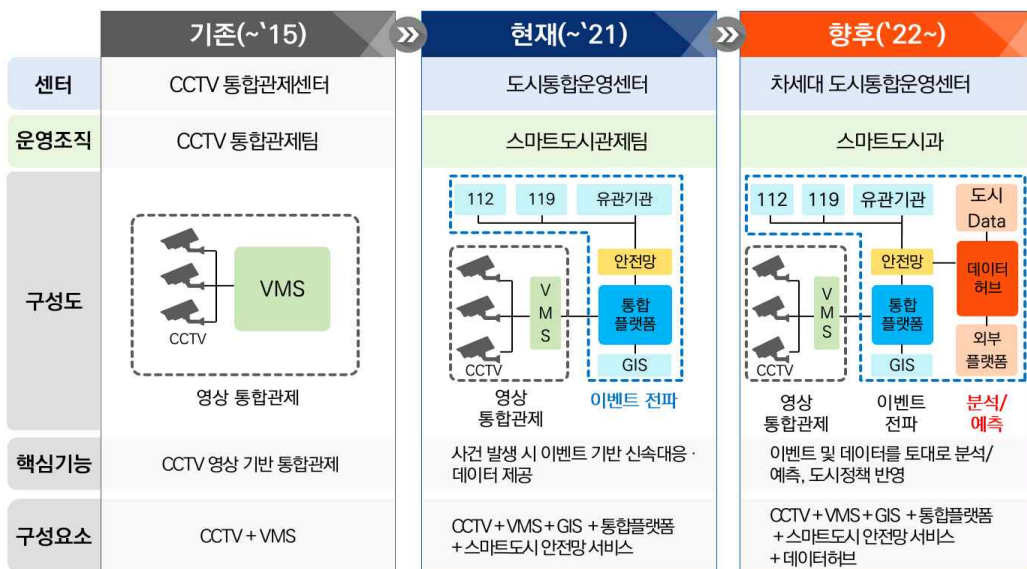 기존(~`15)
현재(~`21)
향후(`22~)
센터
CCTV 통합관제센터
도시통합운영센터
차세대 도시통합운영센터
운영조직
CCTV 통합관제팀
스마트도시관제팀
스마트도시과
구성도
CCTV
VMS
영상 통합관제
112
119
유관기관
안전망
V
M
S
통합
플랫폼
CCTV
GIS
영상
통합관제
이벤트 전파
112
119
유관기관
도시
Data
안전망
데이터
허브
V
M
S
통합
플랫폼
외부
플랫폼
CCTV
GIS
영상
통합관제
이벤트
전파
분석/
예측
핵심기능
CCTV 영상 기반 통합관제
사건 발생 시 이벤트 기반 신속대응 ·
데이터 제공
이벤트 및 데이터를 토대로 분석/
예측, 도시정책 반영
구성요소
CCTV + VMS
CCTV + VMS + GIS + 통합플랫폼
+ 스마트도시 안전망 서비스
CCTV + VMS + GIS + 통합플랫폼
+ 스마트도시 안전망 서비스
+ 데이터허브